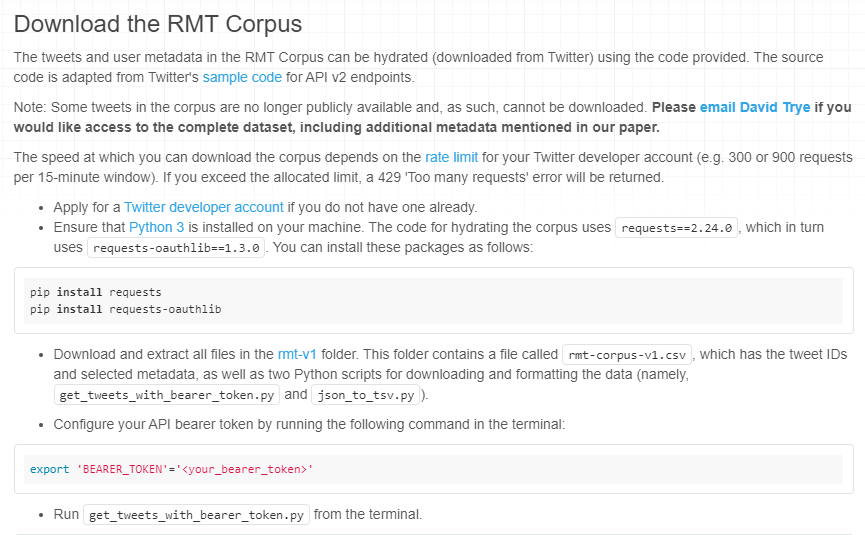 Download the RMT Corpus
The tweets and user metadata in the RMT Corpus can be hydrated (downloaded from Twitter) using the code provided. The source
code is adapted from Twitter's sample code for API v2 endpoints.
Note: Some tweets in the corpus are no longer publicly available and, as such, cannot be downloaded. Please email David Trye if you
would like access to the complete dataset, including additional metadata mentioned in our paper.
The speed at which you can download the corpus depends on the rate limit for your Twitter developer account (e.g. 300 or 900 requests
per 15-minute window). If you exceed the allocated limit, a 429 'Too many requests' error will be returned.
• Apply for a Twitter developer account if you do not have one already.
• Ensure that Python 3 is installed on your machine. The code for hydrating the corpus uses requests==2.24.0, which in turn
uses requests-oauthlib==1.3.0. You can install these packages as follows:
pip install requests
pip install requests-oauthlib
• Download and extract all files in the rmt-v1 folder. This folder contains a file called rmt-corpus-v1.csv, which has the tweet IDs
and selected metadata, as well as two Python scripts for downloading and formatting the data (namely,
get_tweets_with_bearer_token.py and json_to_tsv.py).
• Configure your API bearer token by running the following command in the terminal:
export 'BEARER_TOKEN'='<your_bearer_token>'
• Run get_tweets_with_bearer_token.py from the terminal.